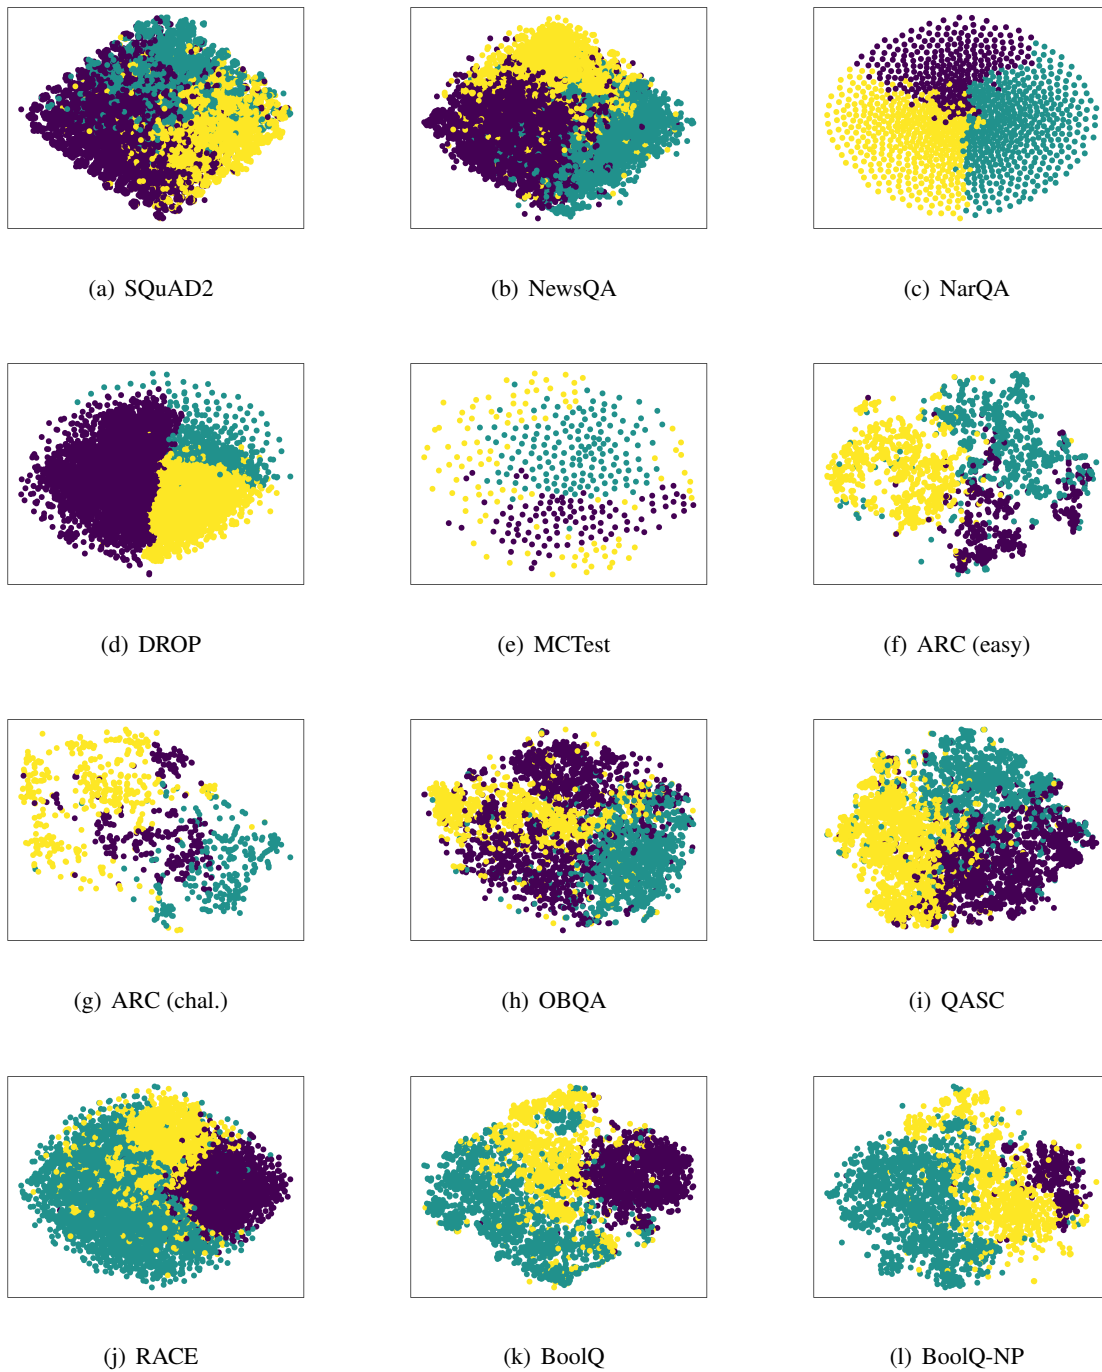 (a) SQuAD2
(b) NewsQA
(c) NarQA
(d) DROP
(e) MCTest
(f) ARC (easy)
(g) ARC (chal.)
(h) OBQA
(i) QASC
(j) RACE
(k) BoolQ
(l) BoolQ-NP